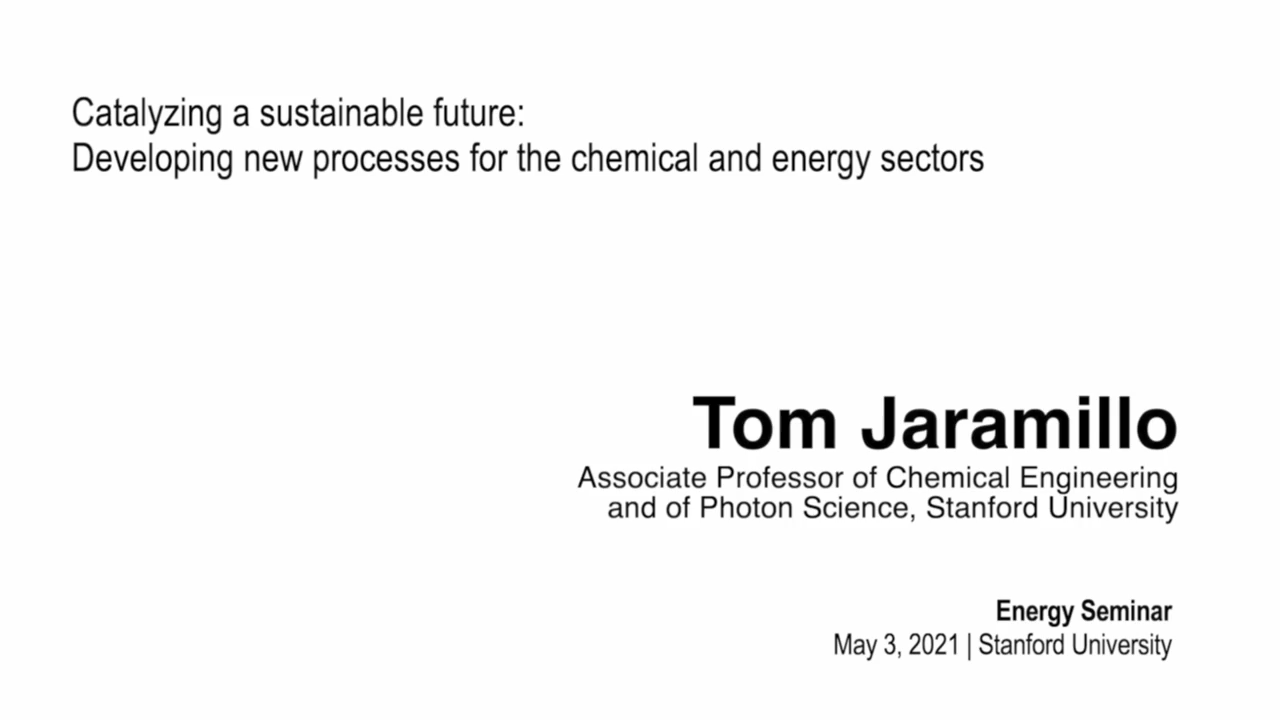 Catalyzing a sustainable future:
Developing new processes for the chemical and energy sectors
Tom Jaramillo
Associate Professor of Chemical Engineering
and of Photon Science, Stanford University
Energy Seminar
May 3, 2021 | Stanford University